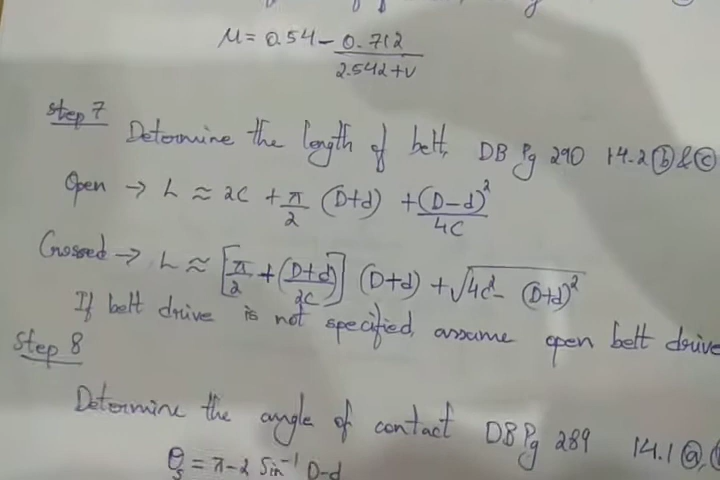 μ = 0.54 - 0.712 / 2.542 + V
Step 7
Determine the length of belt, DB Pg 290 14.2 (b) & (c)
Open → L ≈ 2C + π/2 (D+d) + (D-d)² / 4C
Crossed → L ≈ [π/2 + (D+d)/2C] (D+d) + √4c² - (D+d)²
If belt drive is not specified, assume open belt drive
Step 8
Determine the angle of contact DB Pg 289 14.1 (a),
θs = π - 2 Sin⁻¹ D-d